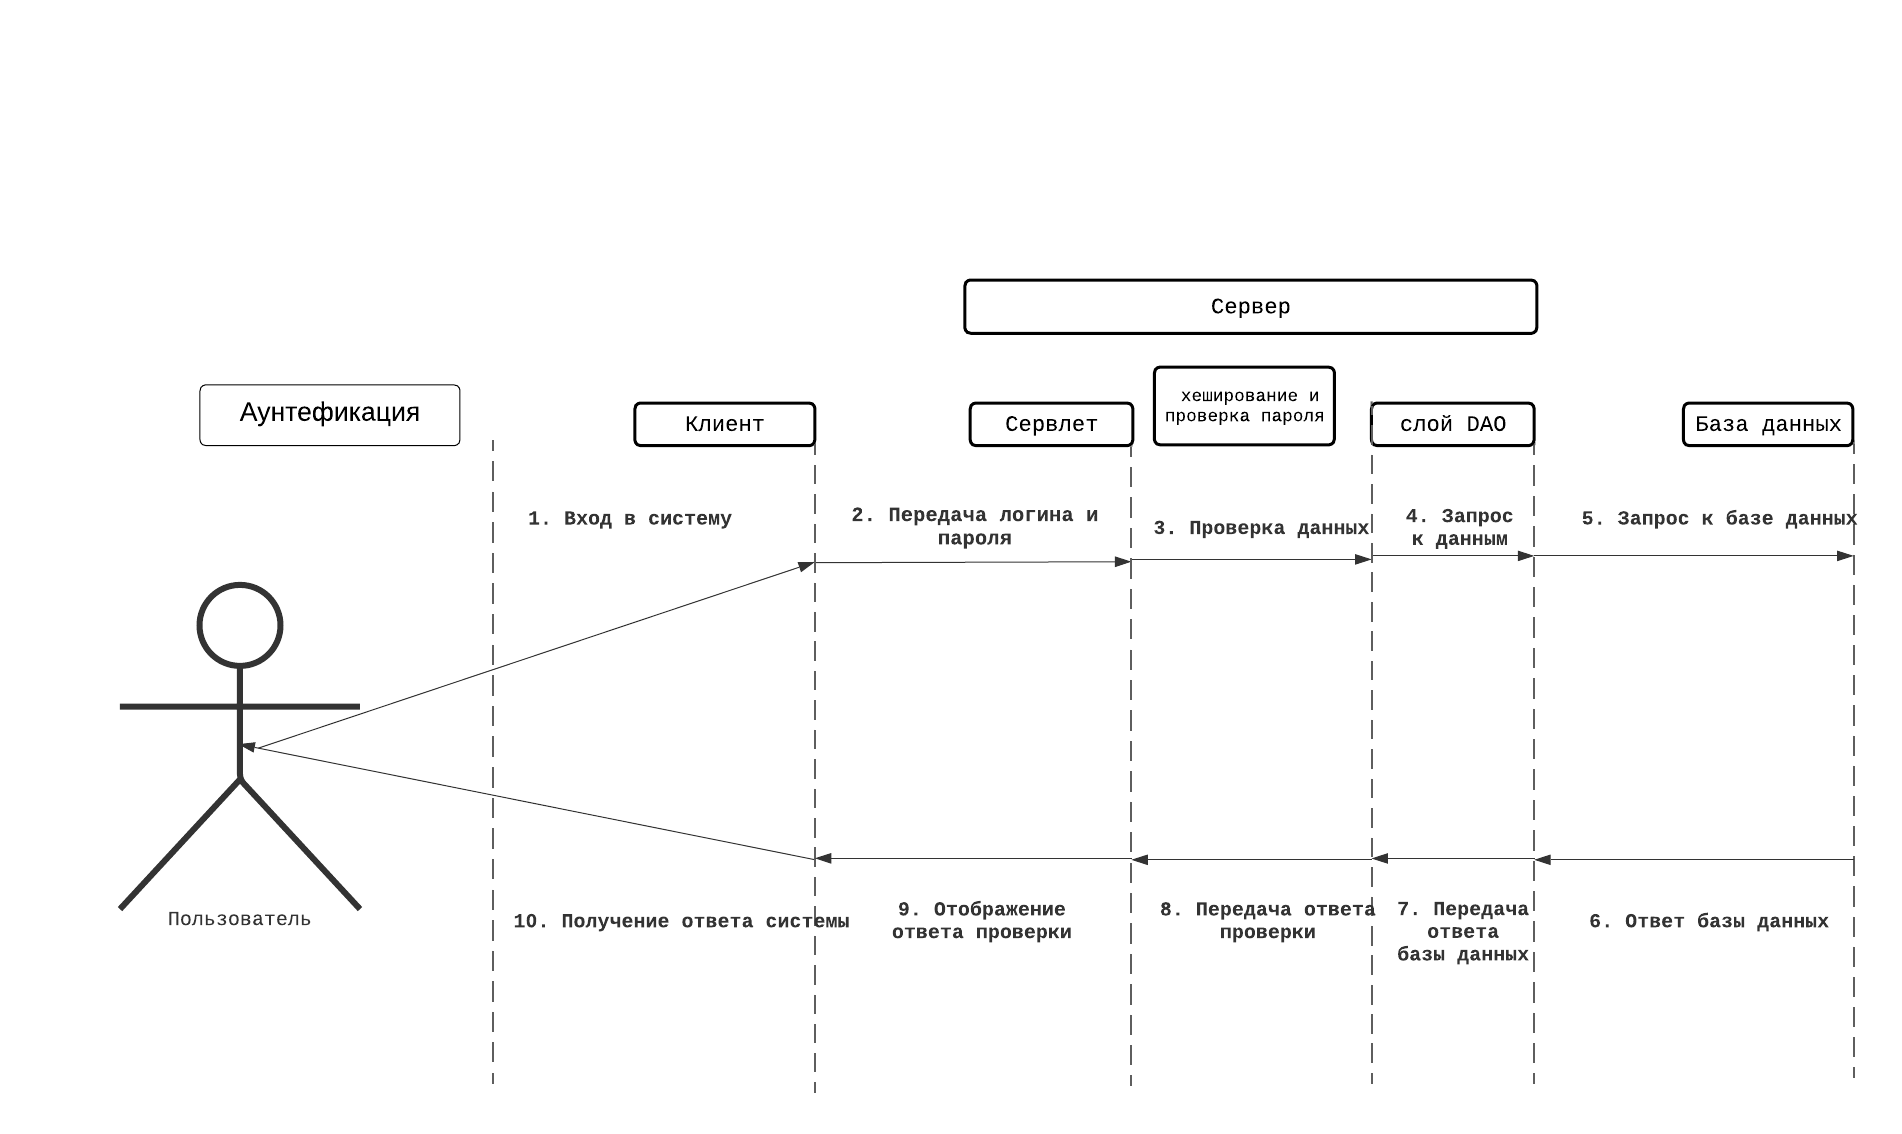 Сервер
Аунтефикация
Клиент
Сервлет
хеширование и
проверка пароля
слой DAO
База данных
1. Вход в систему
2. Передача логина и
пароля
3. Проверка данных
4. Запрос
к данным
5. Запрос к базе данных
Пользователь
10. Получение ответа системы
9. Отображение
ответа проверки
8. Передача ответа
проверки
7. Передача
ответа
базы данных
6. Ответ базы данных